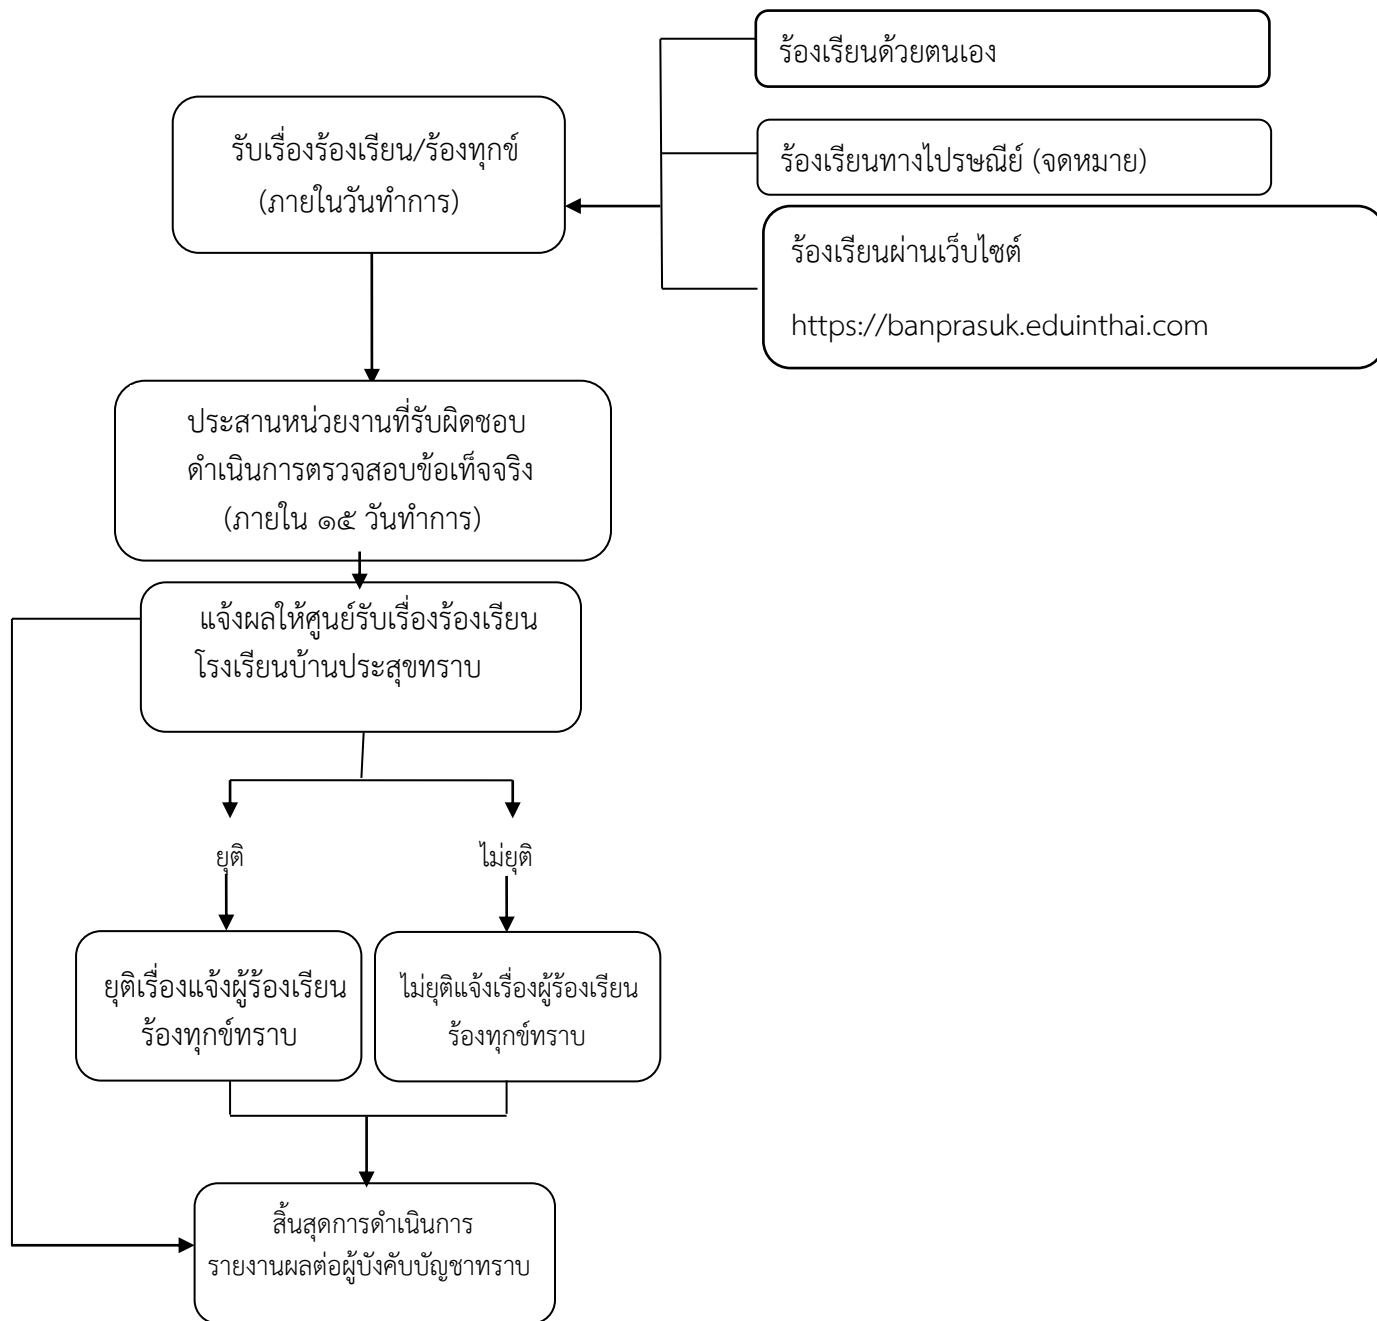 ร้องเรียนด้วยตนเอง
รับเรื่องร้องเรียน/ร้องทุกข์
(ภายในวันทำการ)
ร้องเรียนทางไปรษณีย์ (จดหมาย)
ร้องเรียนผ่านเว็บไซต์
https://banprasuk.eduinthai.com
ประสานหน่วยงานที่รับผิดชอบ
ดำเนินการตรวจสอบข้อเท็จจริง
(ภายใน ๑๕ วันทำการ)
แจ้งผลให้ศูนย์รับเรื่องร้องเรียน
โรงเรียนบ้านประสุขทราบ
ยุติ
ไม่ยุติ
ยุติเรื่องแจ้งผู้ร้องเรียน
ร้องทุกข์ทราบ
ไม่ยุติแจ้งเรื่องผู้ร้องเรียน
ร้องทุกข์ทราบ
สิ้นสุดการดำเนินการ
รายงานผลต่อผู้บังคับบัญชาทราบ